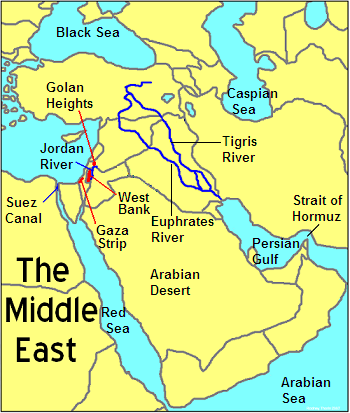 Black Sea
Golan
Heights
Caspian
Sea
Jordan
River
Tigris
River
Suez
Canal
West
Bank
Gaza
Strip
Euphrates
River
Strait of
Hormuz
Persian
Gulf
Arabian
Desert
The
Middle
East
Red
Sea
Arabian
Sea